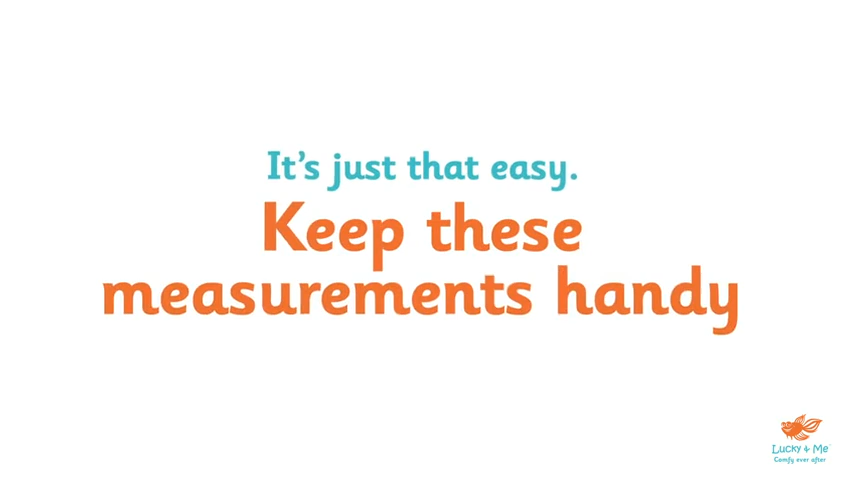 It's just that easy.
Keep these
measurements handy
Lucky & Me
Comfy ever after